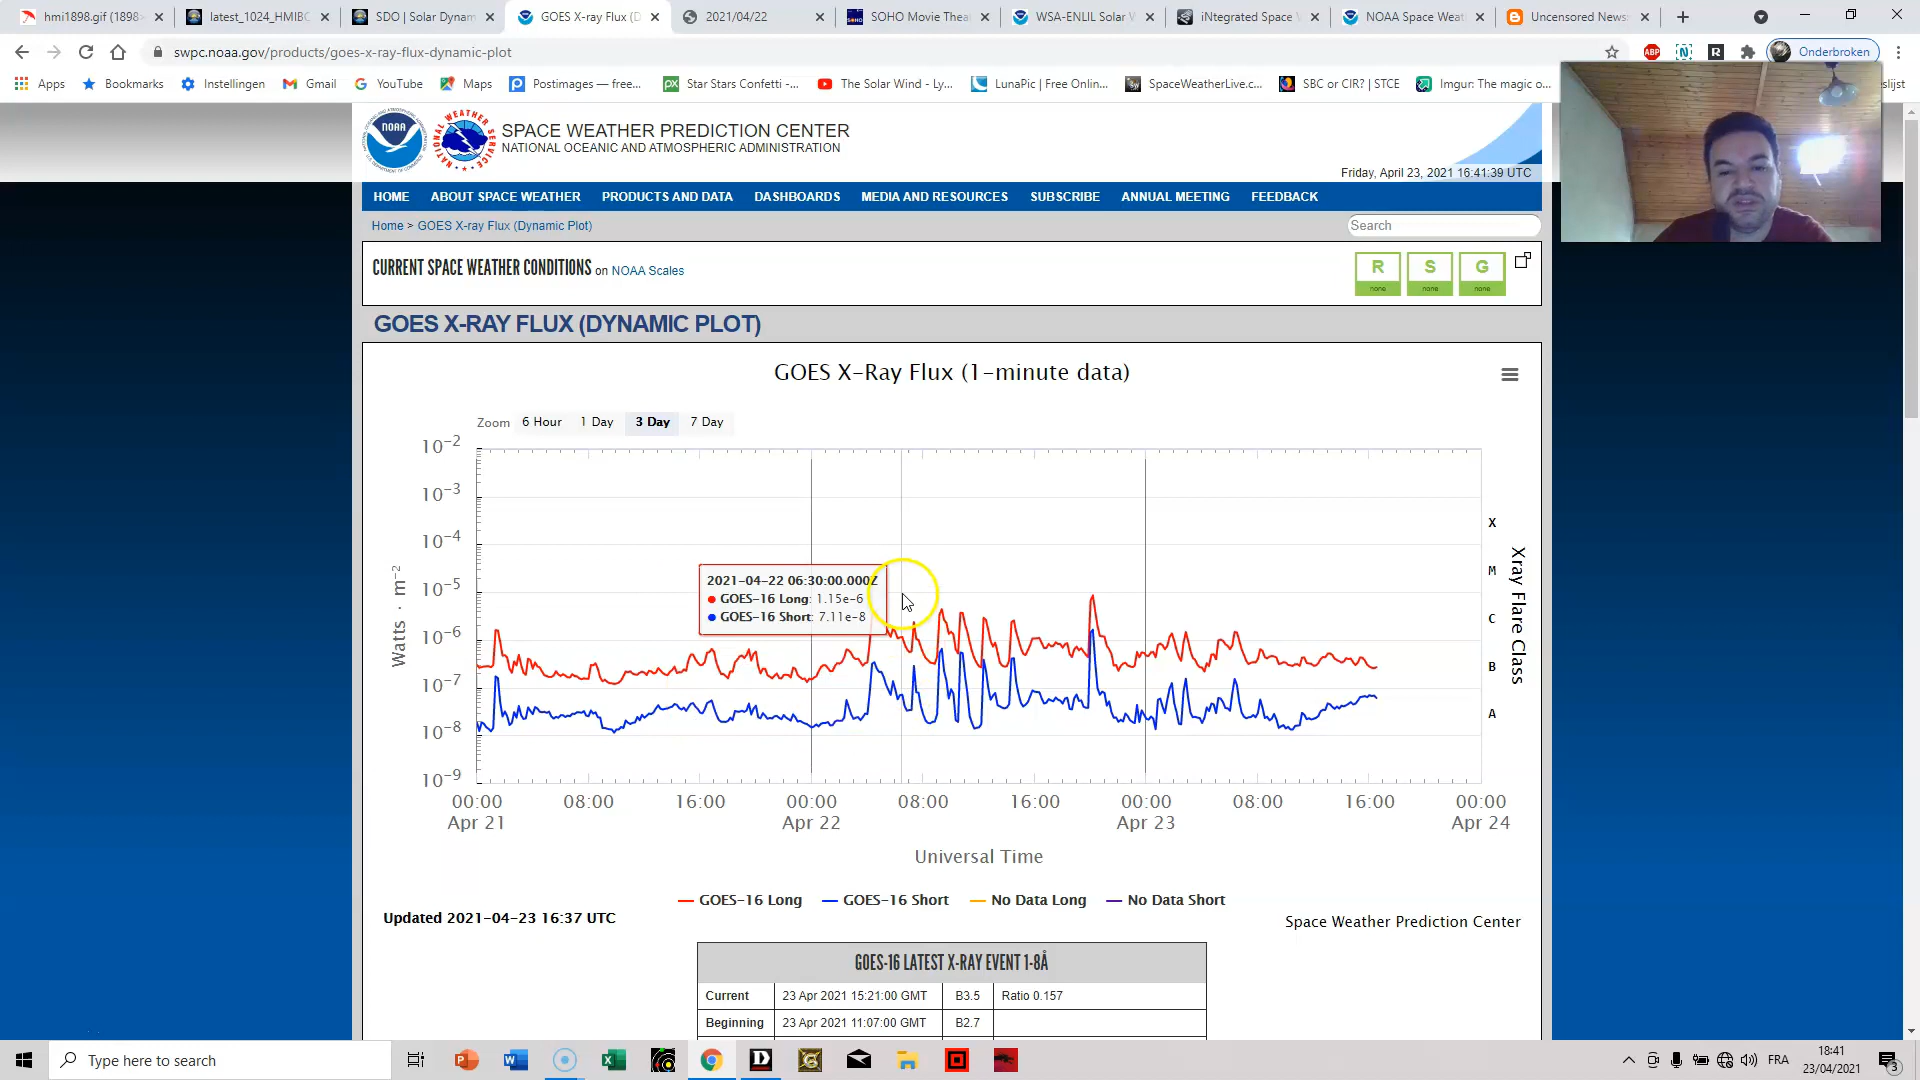 hmi1898.gif (1898×
latest_1024_HMIBC
SDO | Solar Dynam
GOES X-ray Flux (D
2021/04/22
SOHO Movie Thea
WSA-ENLIL Solar W
iNtegrated Space W
NOAA Space Weat
Uncensored News
swpc.noaa.gov/products/goes-x-ray-flux-dynamic-plot
ABP
N
R
Onderbroken
Apps
Bookmarks
Instellingen
Gmail
YouTube
Maps
Postimages — free...
Star Stars Confetti -...
The Solar Wind - Ly...
LunaPic | Free Onlin...
SpaceWeatherLive.c...
SBC or CIR? | STCE
Imgur: The magic o...
eslijst
NOAA
NATIONAL WEATHER SERVICE
SPACE WEATHER PREDICTION CENTER
NATIONAL OCEANIC AND ATMOSPHERIC ADMINISTRATION
Friday, April 23, 2021 16:41:39 UTC
HOME ABOUT SPACE WEATHER PRODUCTS AND DATA DASHBOARDS MEDIA AND RESOURCES SUBSCRIBE ANNUAL MEETING FEEDBACK
Home > GOES X-ray Flux (Dynamic Plot)
Search
CURRENT SPACE WEATHER CONDITIONS on NOAA Scales
R S G
none none none
GOES X-RAY FLUX (DYNAMIC PLOT)
GOES X-Ray Flux (1-minute data)
Zoom 6 Hour 1 Day 3 Day 7 Day
10⁻²
10⁻³
10⁻⁴
10⁻⁵
10⁻⁶
10⁻⁷
10⁻⁸
10⁻⁹
Watts · m⁻²
2021-04-22 06:30:00.000Z
GOES-16 Long: 1.15e-6
GOES-16 Short: 7.11e-8
X
M
C
B
A
Xray Flare Class
00:00 08:00 16:00 00:00 08:00 16:00 00:00 08:00 16:00 00:00
Apr 21 Apr 22 Apr 23 Apr 24
Universal Time
GOES-16 Long GOES-16 Short No Data Long No Data Short
Updated 2021-04-23 16:37 UTC
Space Weather Prediction Center
GOES-16 LATEST X-RAY EVENT 1-8Å
Current 23 Apr 2021 15:21:00 GMT B3.5 Ratio 0.157
Beginning 23 Apr 2021 11:07:00 GMT B2.7
Type here to search
FRA
18:41
23/04/2021
3